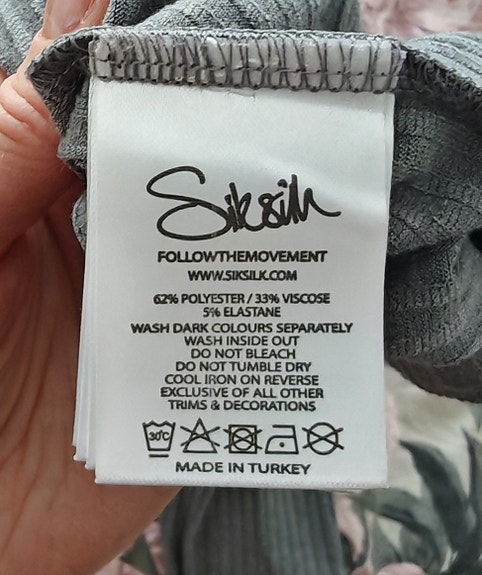 SikSilk
FOLLOWTHEMOVEMENT
WWW.SIKSILK.COM
62% POLYESTER / 33% VISCOSE
5% ELASTANE
WASH DARK COLOURS SEPARATELY
WASH INSIDE OUT
DO NOT BLEACH
DO NOT TUMBLE DRY
COOL IRON ON REVERSE
EXCLUSIVE OF ALL OTHER
TRIMS & DECORATIONS
30°C
MADE IN TURKEY